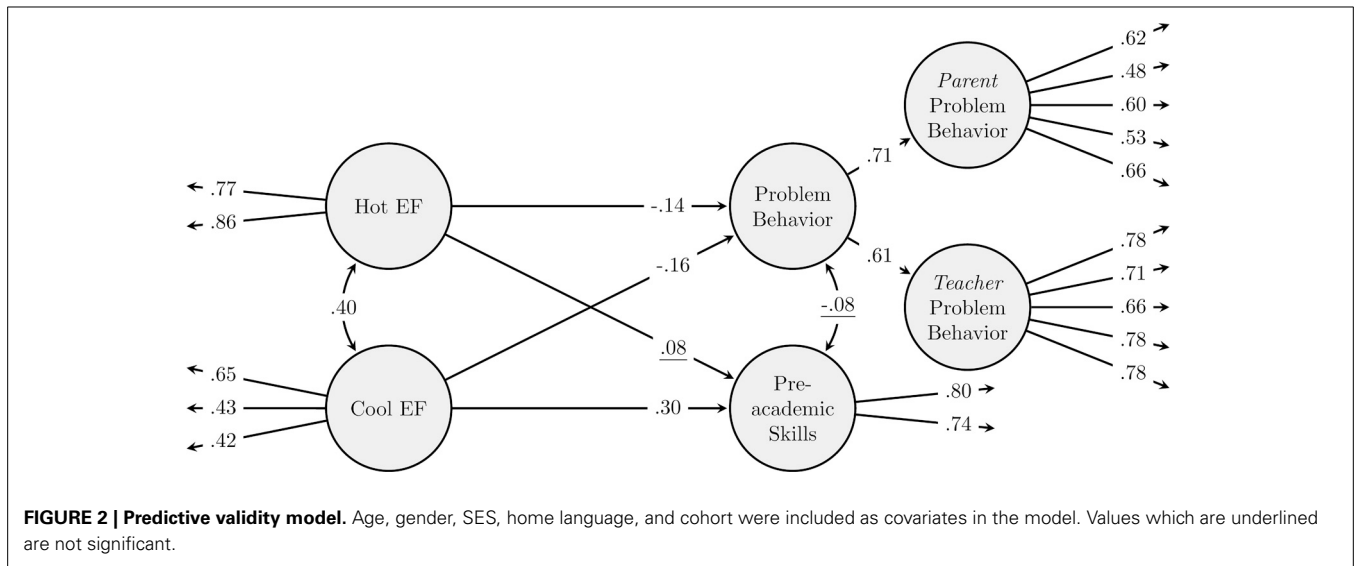 .62
.48
.60
.53
.66
Parent
Problem
Behavior
.71
.77
.86
Hot EF
-.14
Problem
Behavior
.61
.78
.71
.66
.78
.78
Teacher
Problem
Behavior
-.16
.40
-.08
.08
.65
.43
.42
Cool EF
.30
Pre-
academic
Skills
.80
.74
FIGURE 2 | Predictive validity model. Age, gender, SES, home language, and cohort were included as covariates in the model. Values which are underlined
are not significant.